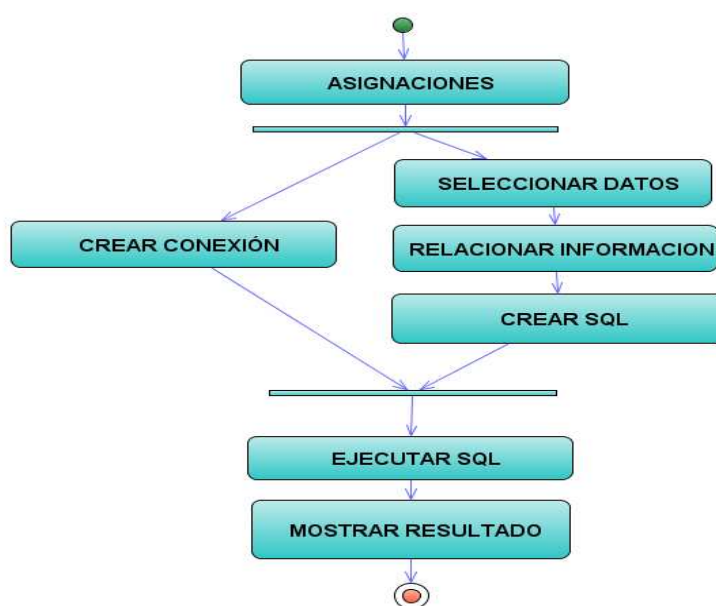 ASIGNACIONES
SELECCIONAR DATOS
CREAR CONEXIÓN
RELACIONAR INFORMACION
CREAR SQL
EJECUTAR SQL
MOSTRAR RESULTADO